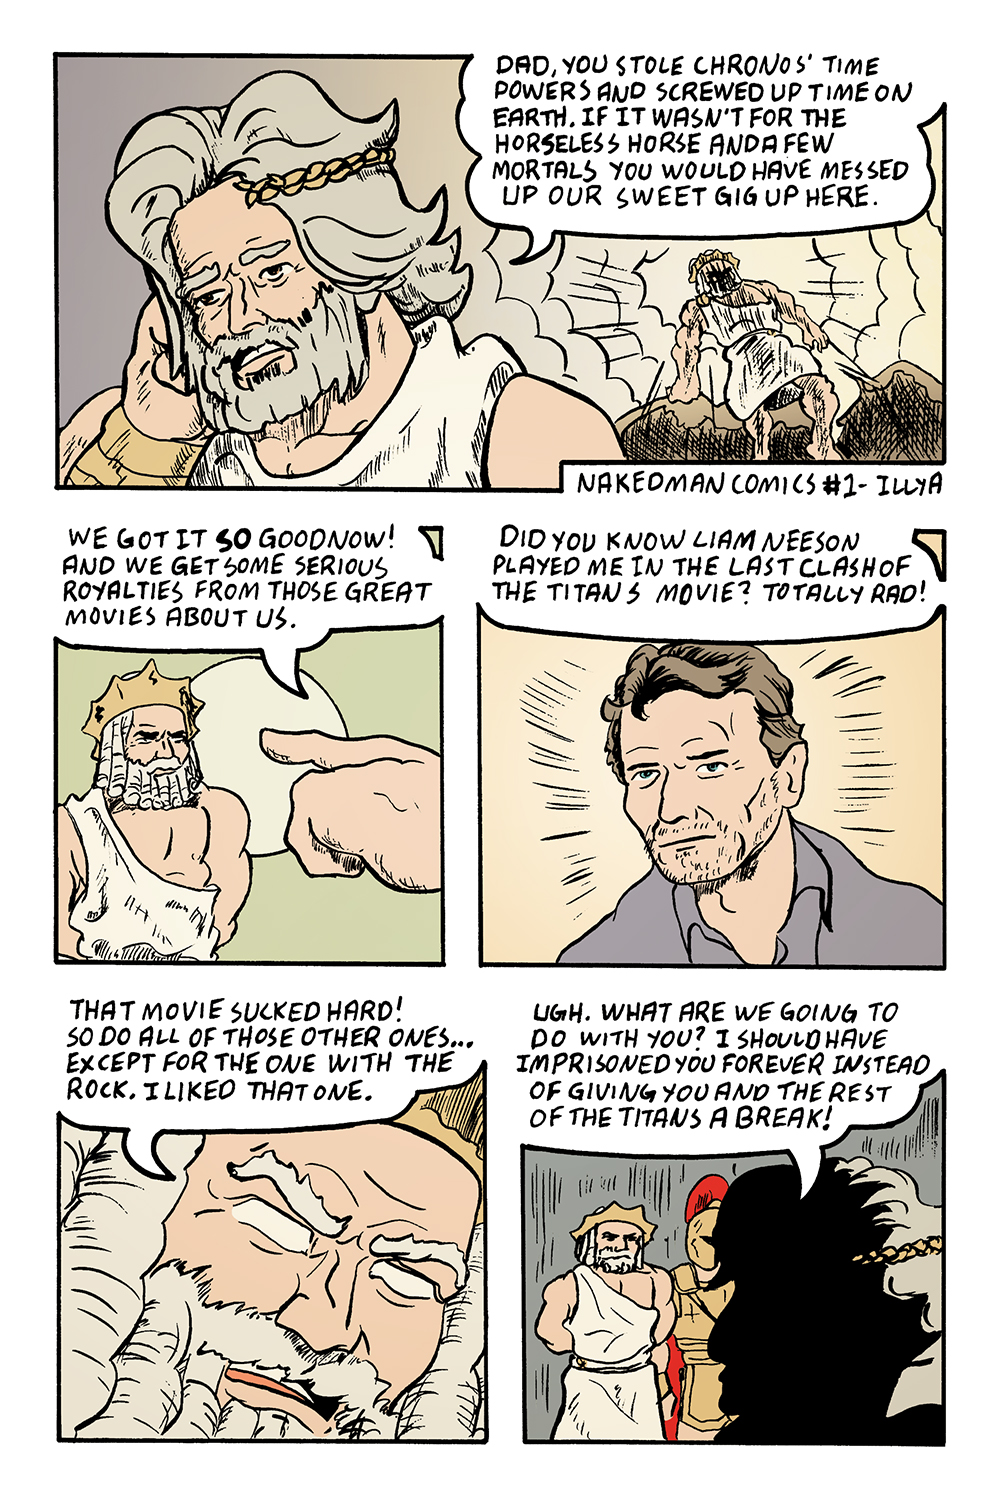 DAD, YOU STOLE CHRONOS' TIME
POWERS AND SCREWED UP TIME ON
EARTH. IF IT WASN'T FOR THE
HORSELESS HORSE AND A FEW
MORTALS YOU WOULD HAVE MESSED
UP OUR SWEET GIG UP HERE.
NAKEDMAN COMICS #1- ILLYA
WE GOT IT SO GOOD NOW!
AND WE GET SOME SERIOUS
ROYALTIES FROM THOSE GREAT
MOVIES ABOUT US.
DID YOU KNOW LIAM NEESON
PLAYED ME IN THE LAST CLASH OF
THE TITANS MOVIE? TOTALLY RAD!
THAT MOVIE SUCKED HARD!
SO DO ALL OF THOSE OTHER ONES...
EXCEPT FOR THE ONE WITH THE
ROCK. I LIKED THAT ONE.
UGH. WHAT ARE WE GOING TO
DO WITH YOU? I SHOULD HAVE
IMPRISONED YOU FOREVER INSTEAD
OF GIVING YOU AND THE REST
OF THE TITANS A BREAK!